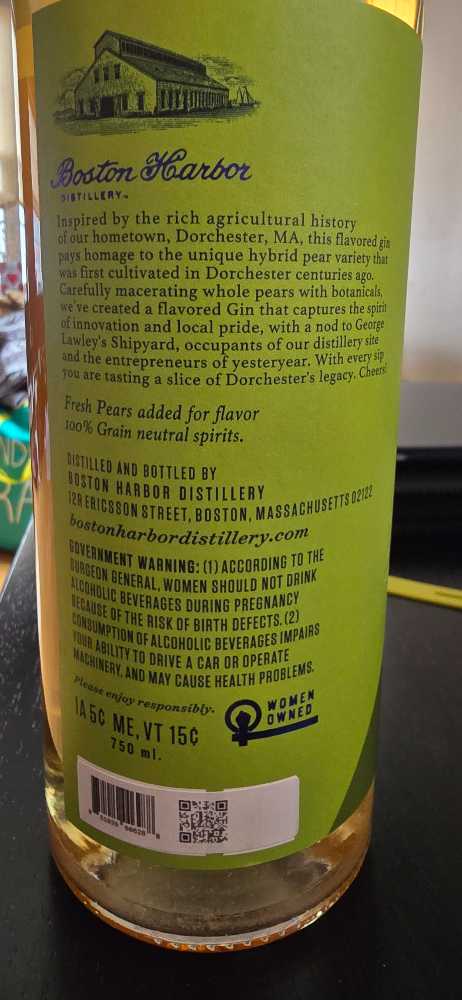 Boston Harbor
DISTILLERY™
Inspired by the rich agricultural history
of our hometown, Dorchester, MA, this flavored gin
pays homage to the unique hybrid pear variety that
was first cultivated in Dorchester centuries ago.
Carefully macerating whole pears with botanicals,
we've created a flavored Gin that captures the spirit
of innovation and local pride, with a nod to George
Lawley's Shipyard, occupants of our distillery site
and the entrepreneurs of yesteryear. With every sip
you are tasting a slice of Dorchester's legacy. Cheers!
Fresh Pears added for flavor
100% Grain neutral spirits.
DISTILLED AND BOTTLED BY
BOSTON HARBOR DISTILLERY
12R ERICSSON STREET, BOSTON, MASSACHUSETTS 02122
bostonharbordistillery.com
GOVERNMENT WARNING: (1) ACCORDING TO THE
SURGEON GENERAL, WOMEN SHOULD NOT DRINK
ALCOHOLIC BEVERAGES DURING PREGNANCY
BECAUSE OF THE RISK OF BIRTH DEFECTS. (2)
CONSUMPTION OF ALCOHOLIC BEVERAGES IMPAIRS
YOUR ABILITY TO DRIVE A CAR OR OPERATE
MACHINERY, AND MAY CAUSE HEALTH PROBLEMS.
please enjoy responsibly.
IA 5¢ ME, VT 15¢
750 ml.
WOMEN
OWNED